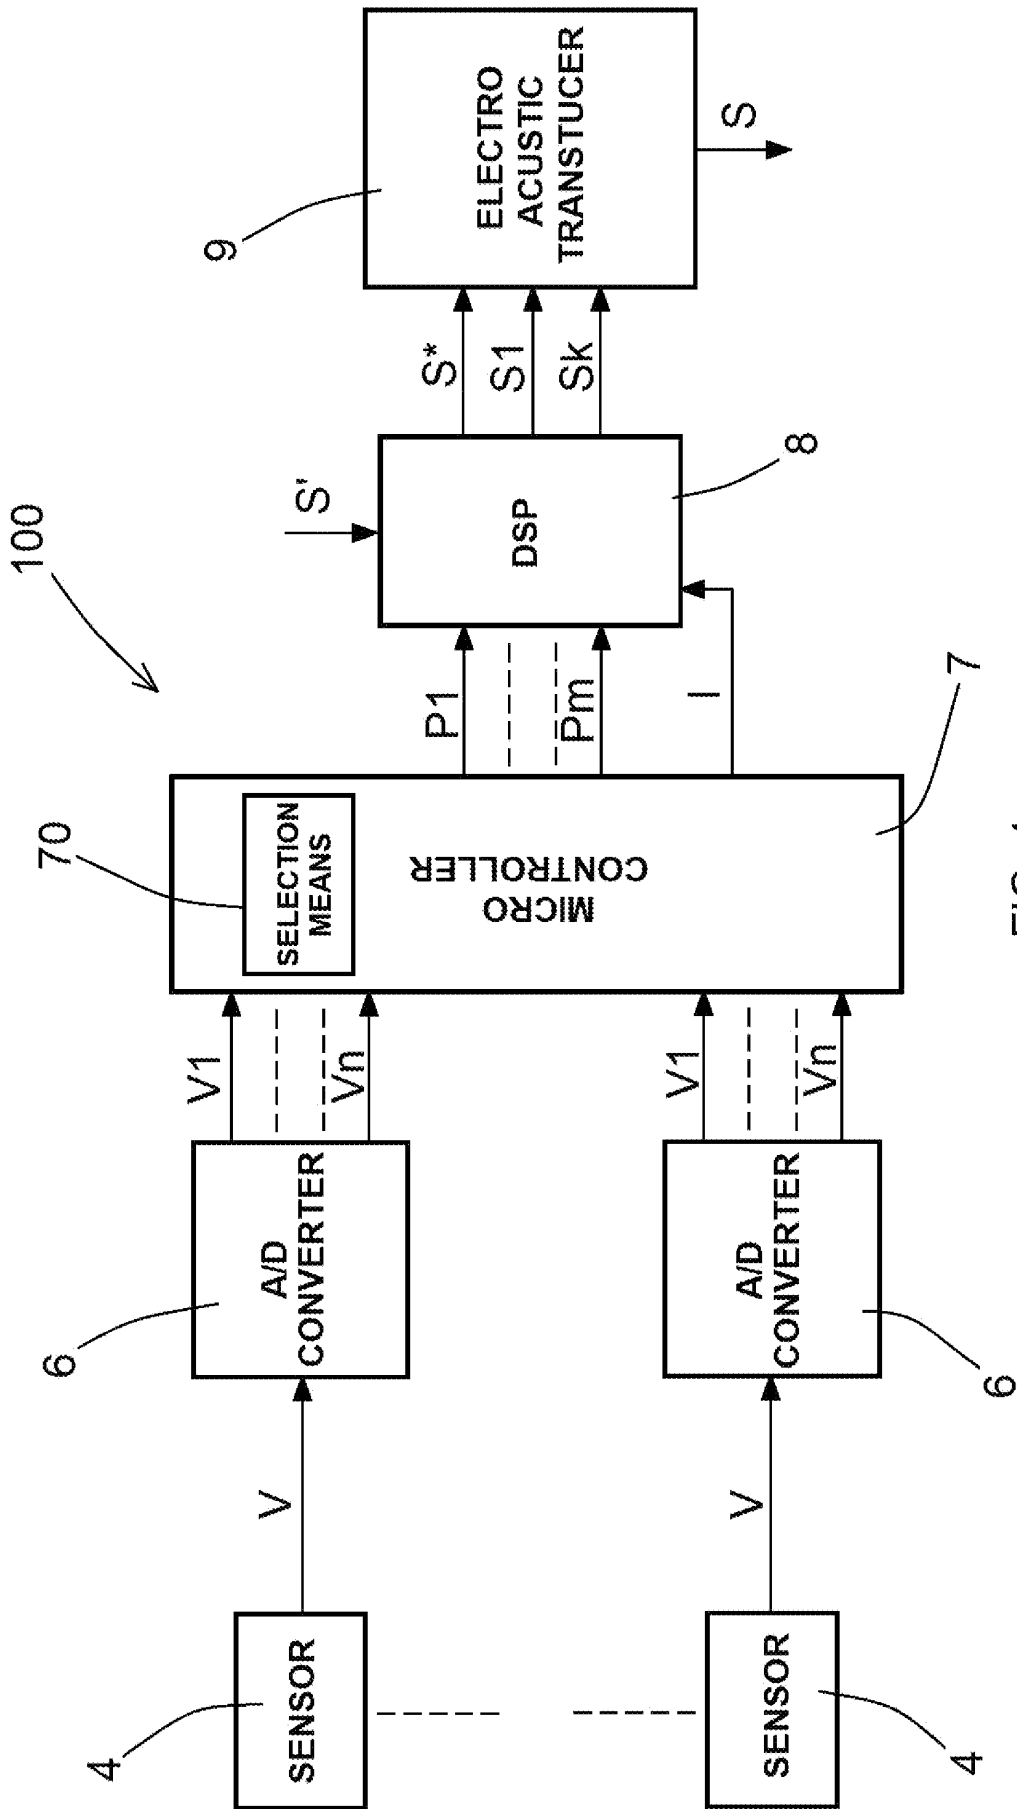 100
9
ELECTRO
ACUSTIC
TRANSTUCER
S
S*
S1
Sk
S'
DSP
8
P1
Pm
I
70
SELECTION
MEANS
MICRO
CONTROLLER
7
V1
Vn
V1
Vn
6
A/D
CONVERTER
A/D
CONVERTER
6
V
V
4
SENSOR
SENSOR
4